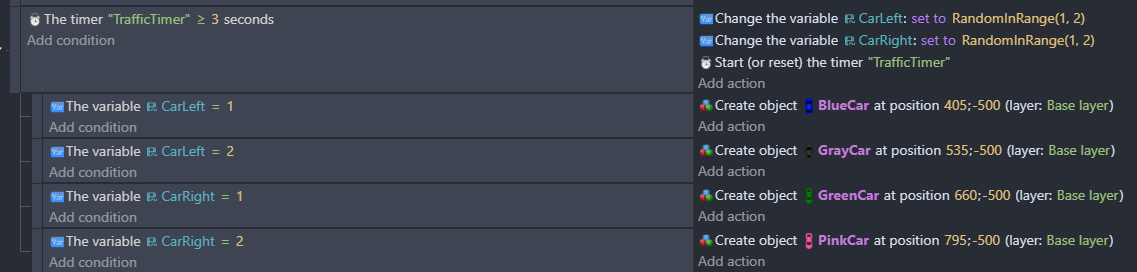 The timer "TrafficTimer" ≥ 3 seconds
Add condition
Change the variable CarLeft: set to RandomInRange(1, 2)
Change the variable CarRight: set to RandomInRange(1, 2)
Start (or reset) the timer "TrafficTimer"
Add action
The variable CarLeft = 1
Add condition
Create object BlueCar at position 405;-500 (layer: Base layer)
Add action
The variable CarLeft = 2
Add condition
Create object GrayCar at position 535;-500 (layer: Base layer)
Add action
The variable CarRight = 1
Add condition
Create object GreenCar at position 660;-500 (layer: Base layer)
Add action
The variable CarRight = 2
Add condition
Create object PinkCar at position 795;-500 (layer: Base layer)
Add action